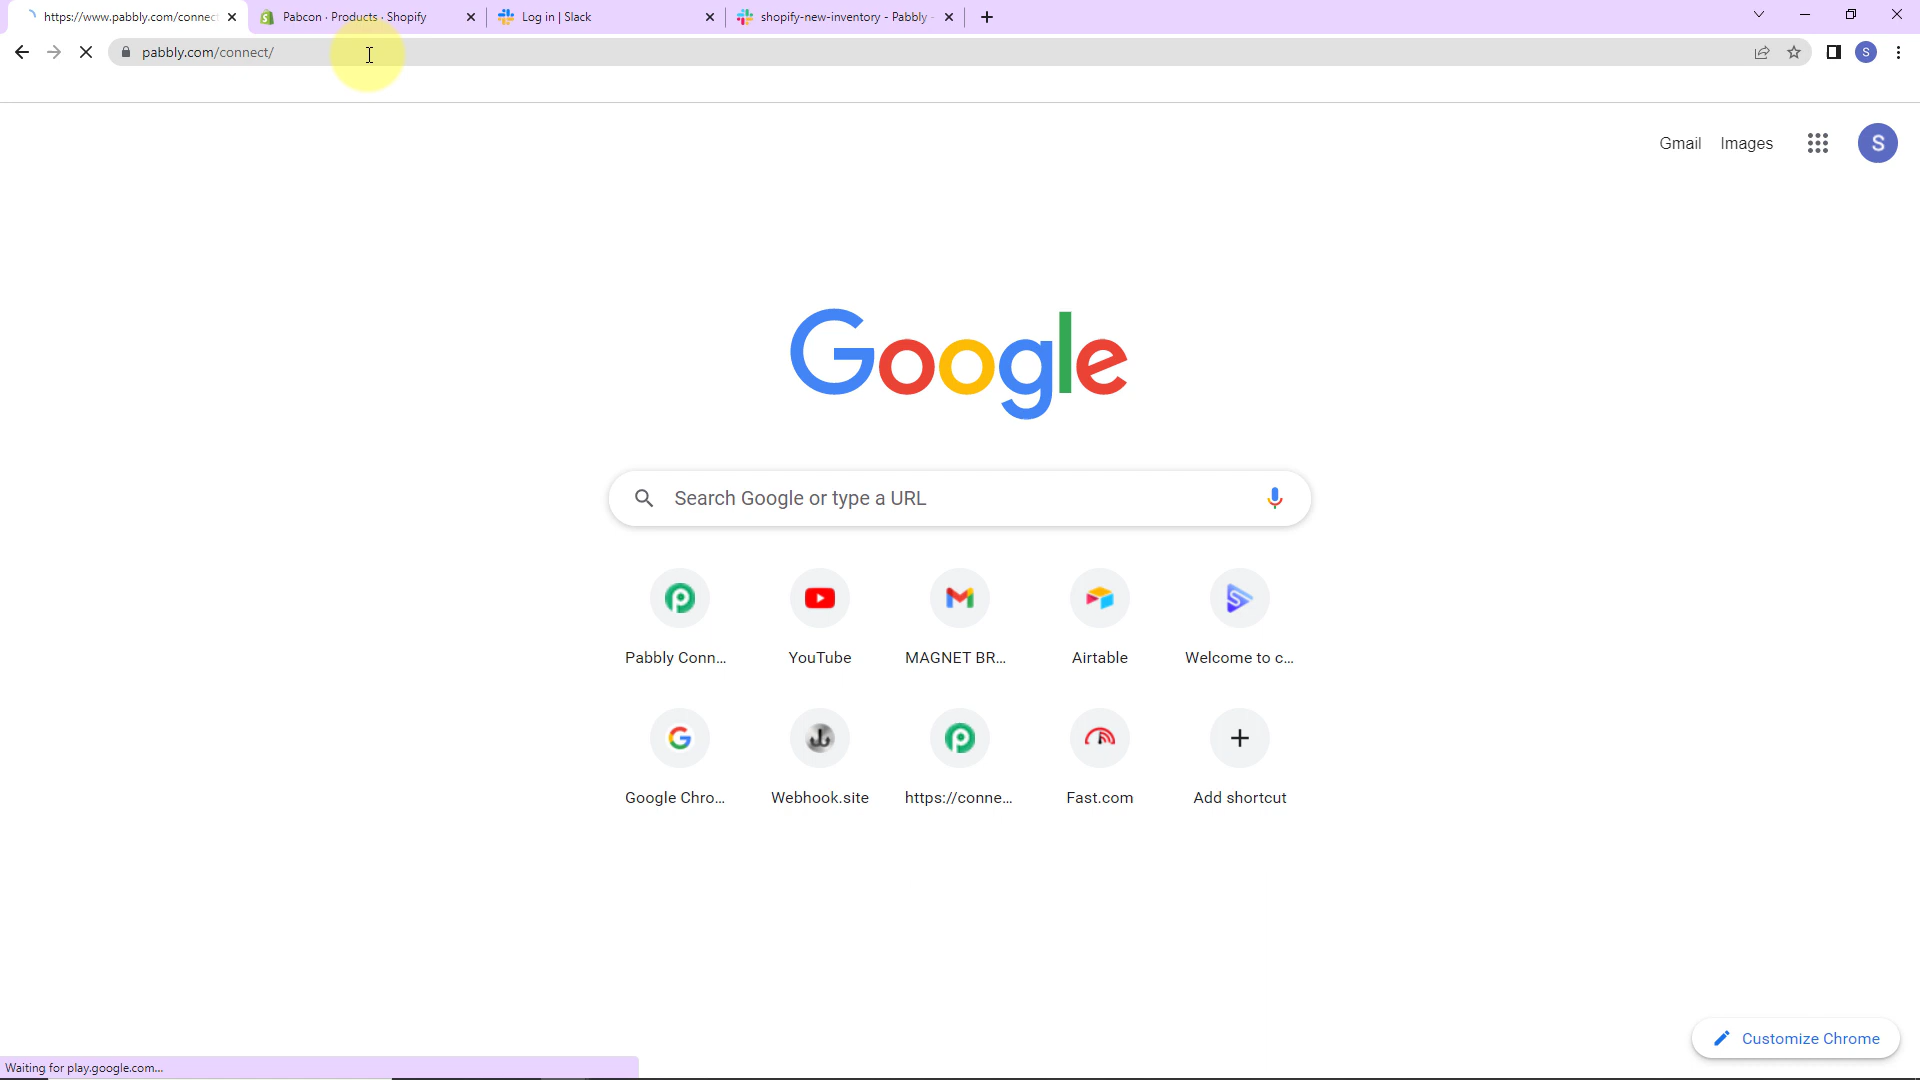 https://www.pabbly.com/connect
Pabcon · Products · Shopify
Log in | Slack
shopify-new-inventory - Pabbly -
pabbly.com/connect/
S
Gmail
Images
S
Google
Search Google or type a URL
Pabbly Conn...
YouTube
MAGNET BR...
Airtable
Welcome to c...
Google Chro...
Webhook.site
https://conne...
Fast.com
Add shortcut
Customize Chrome
Waiting for play.google.com...